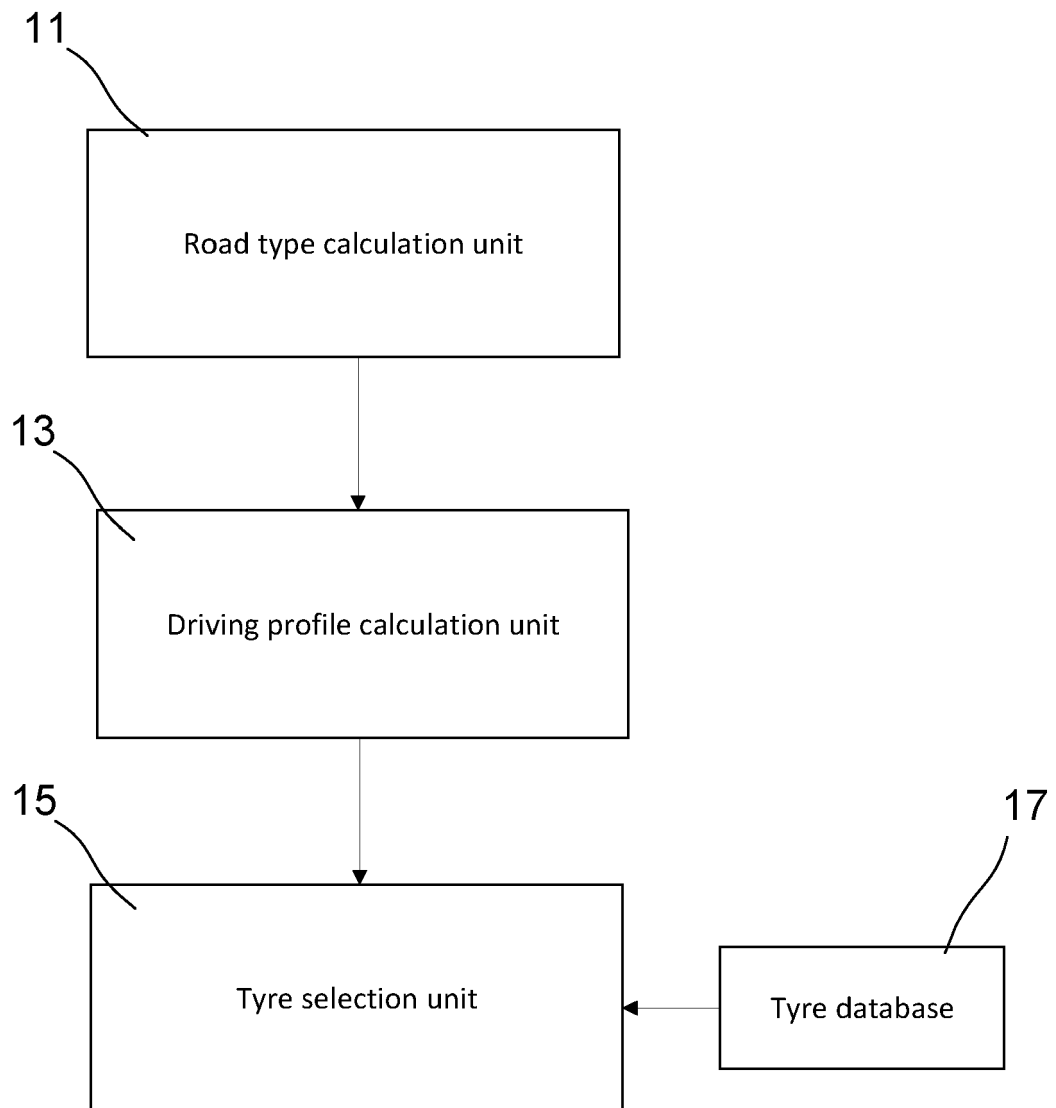 11
Road type calculation unit
13
Driving profile calculation unit
15
17
Tyre selection unit
Tyre database